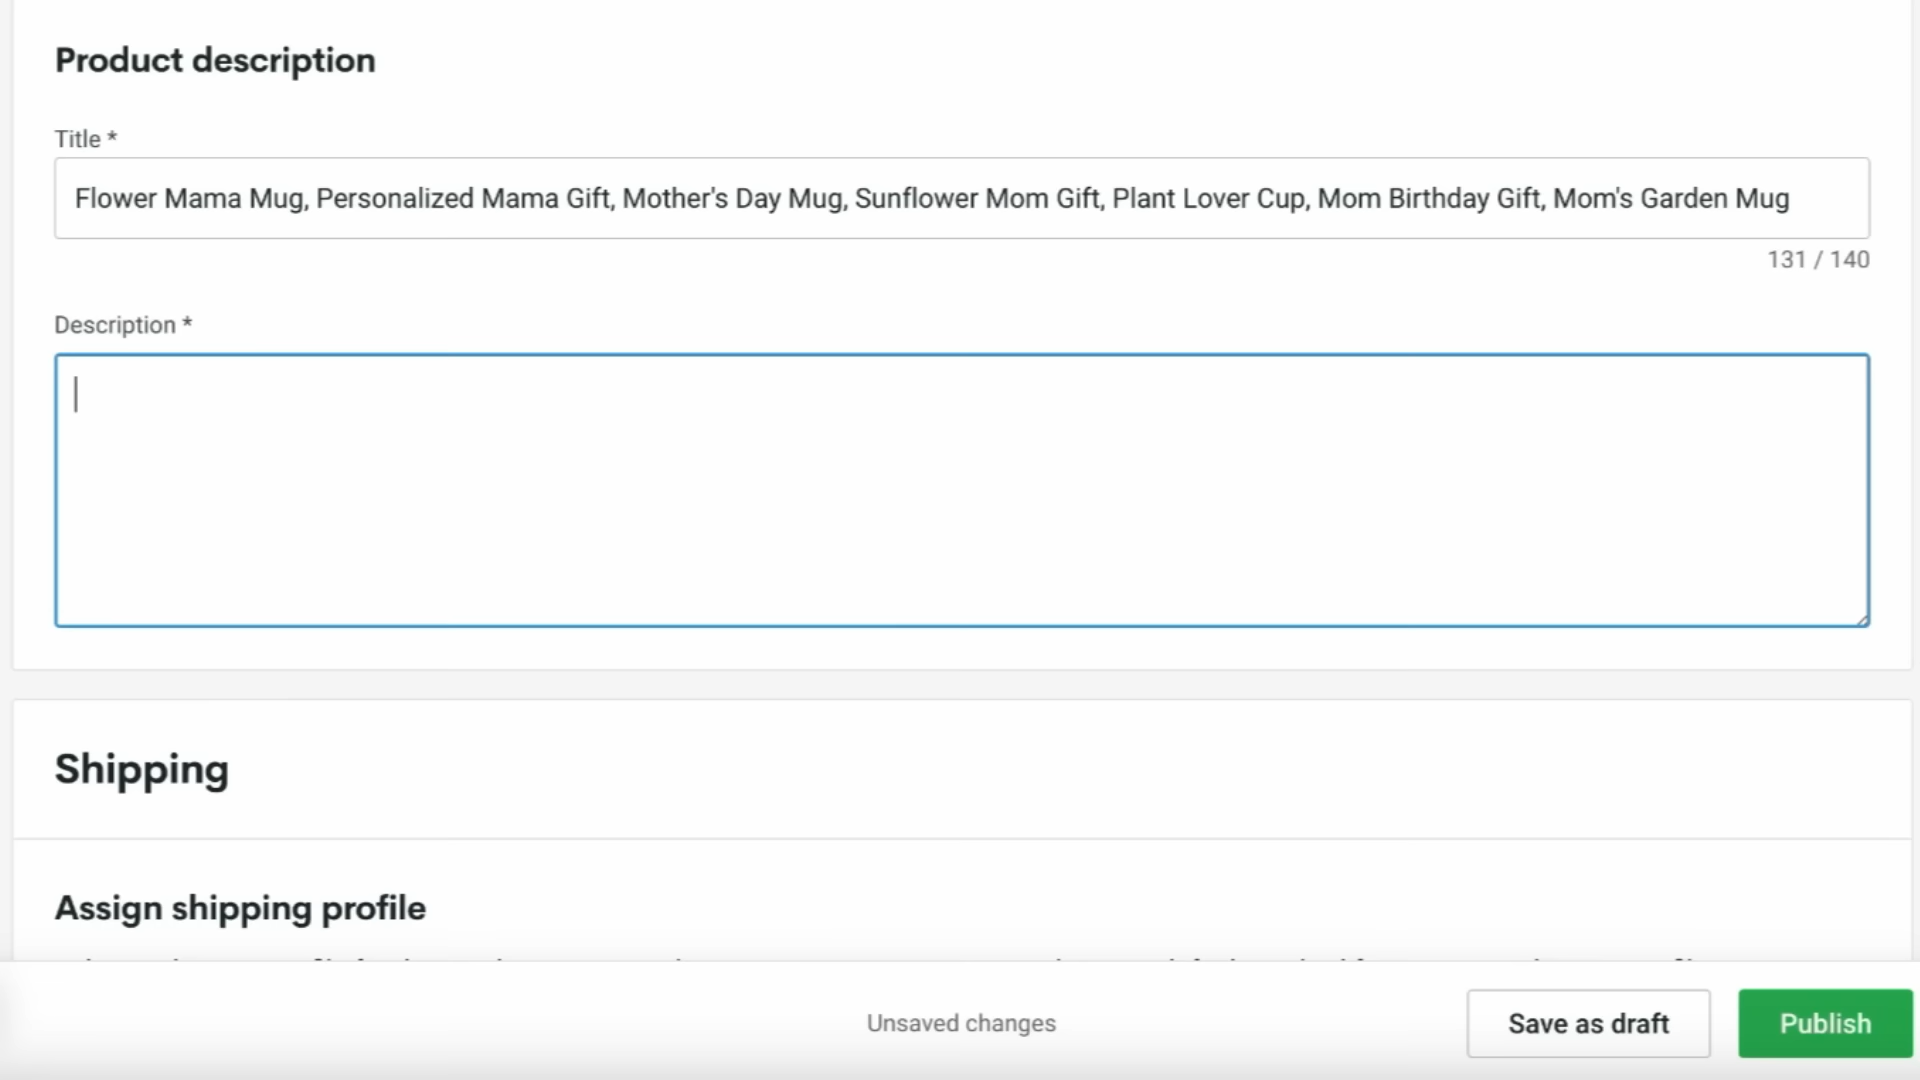 Product description
Title *
Flower Mama Mug, Personalized Mama Gift, Mother's Day Mug, Sunflower Mom Gift, Plant Lover Cup, Mom Birthday Gift, Mom's Garden Mug
131 / 140
Description *
Shipping
Assign shipping profile
Unsaved changes
Save as draft
Publish